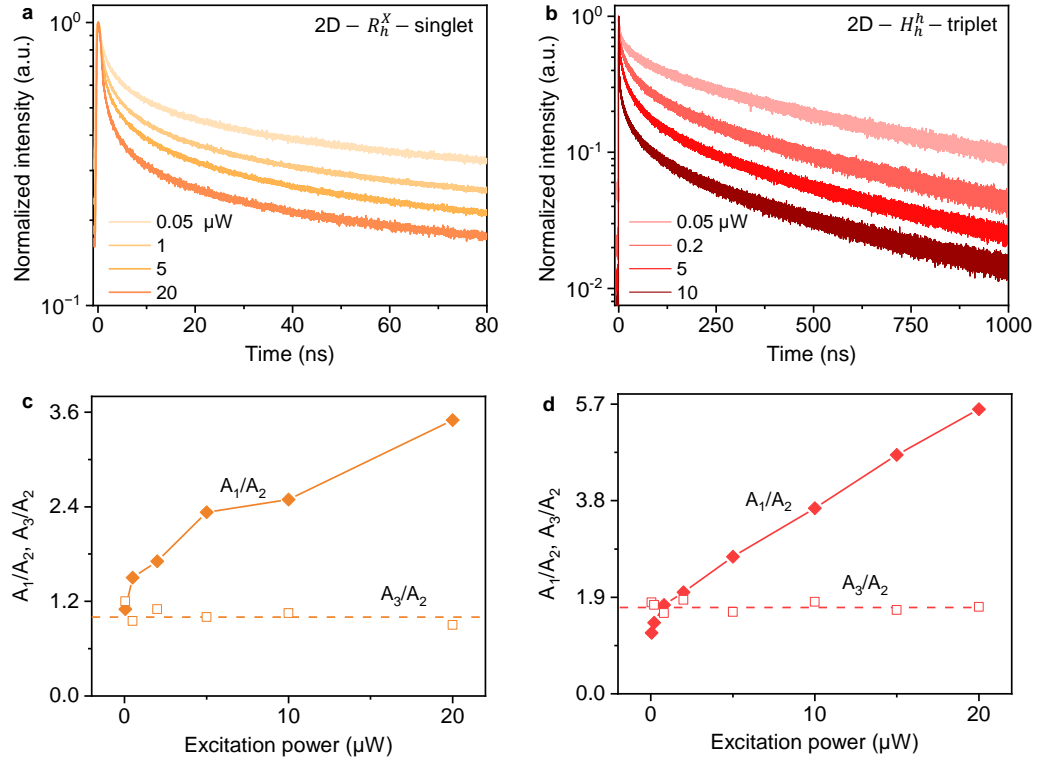 a
2D – R_h^X – singlet
Normalized intensity (a.u.)
10⁰
10⁻¹
0.05 µW
1
5
20
0 20 40 60 80
Time (ns)
b
2D – H_h^h – triplet
Normalized intensity (a.u.)
10⁰
10⁻¹
10⁻²
0.05 µW
0.2
5
10
0 250 500 750 1000
Time (ns)
c
A₁/A₂, A₃/A₂
3.6
2.4
1.2
0.0
A₁/A₂
A₃/A₂
0 10 20
Excitation power (µW)
d
A₁/A₂, A₃/A₂
5.7
3.8
1.9
0.0
A₁/A₂
A₃/A₂
0 10 20
Excitation power (µW)